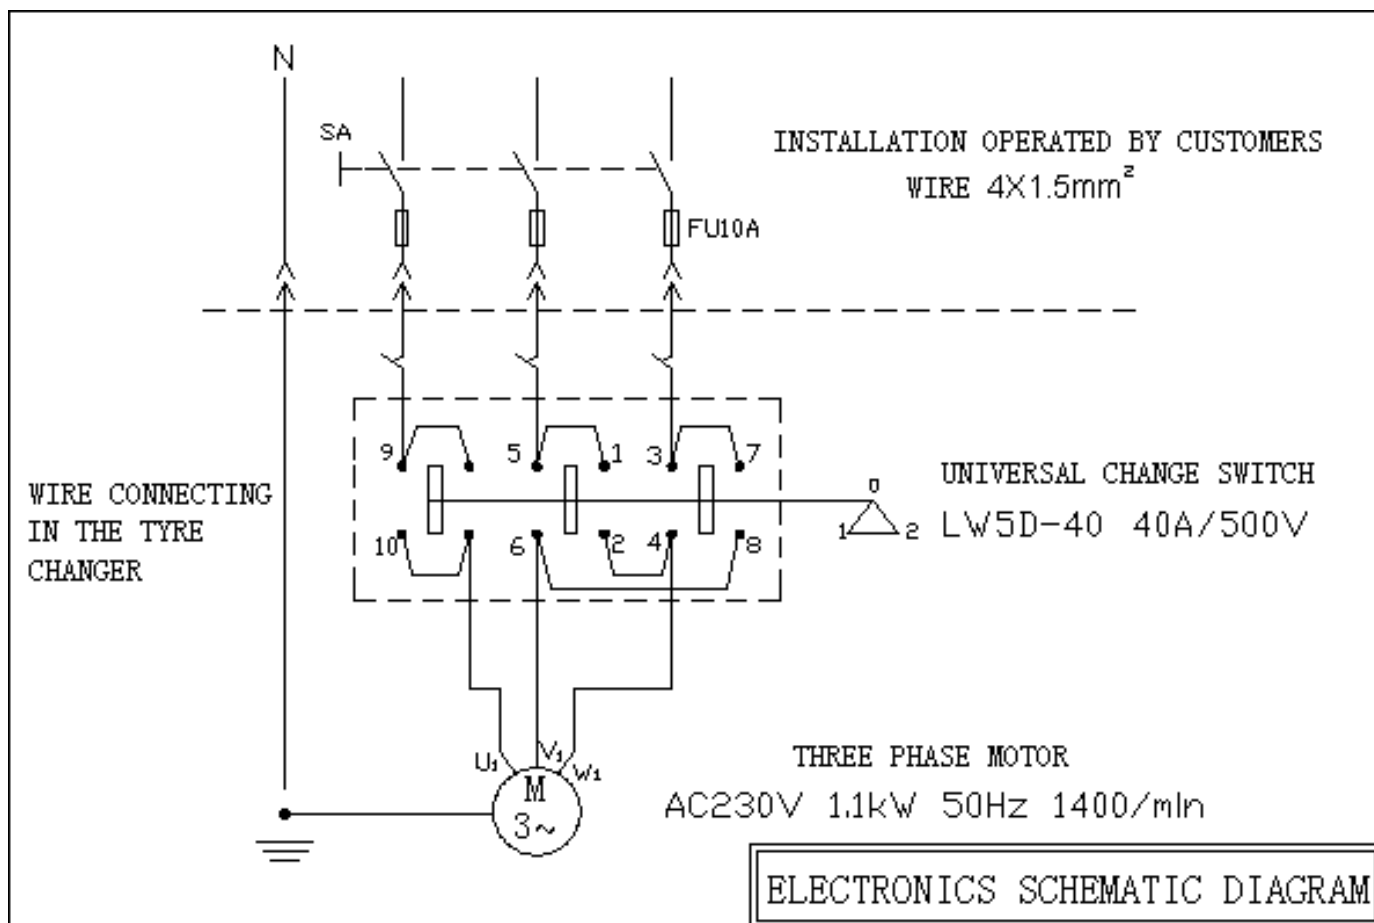 N
SA
INSTALLATION OPERATED BY CUSTOMERS
WIRE 4X1.5mm²
FU10A
9 5 1 3 7
UNIVERSAL CHANGE SWITCH
0
1 2
LW5D-40 40A/500V
WIRE CONNECTING
IN THE TYRE
CHANGER
10 6 2 4 8
U1 V1 W1
M
3~
THREE PHASE MOTOR
AC230V 1.1kW 50Hz 1400/min
ELECTRONICS SCHEMATIC DIAGRAM